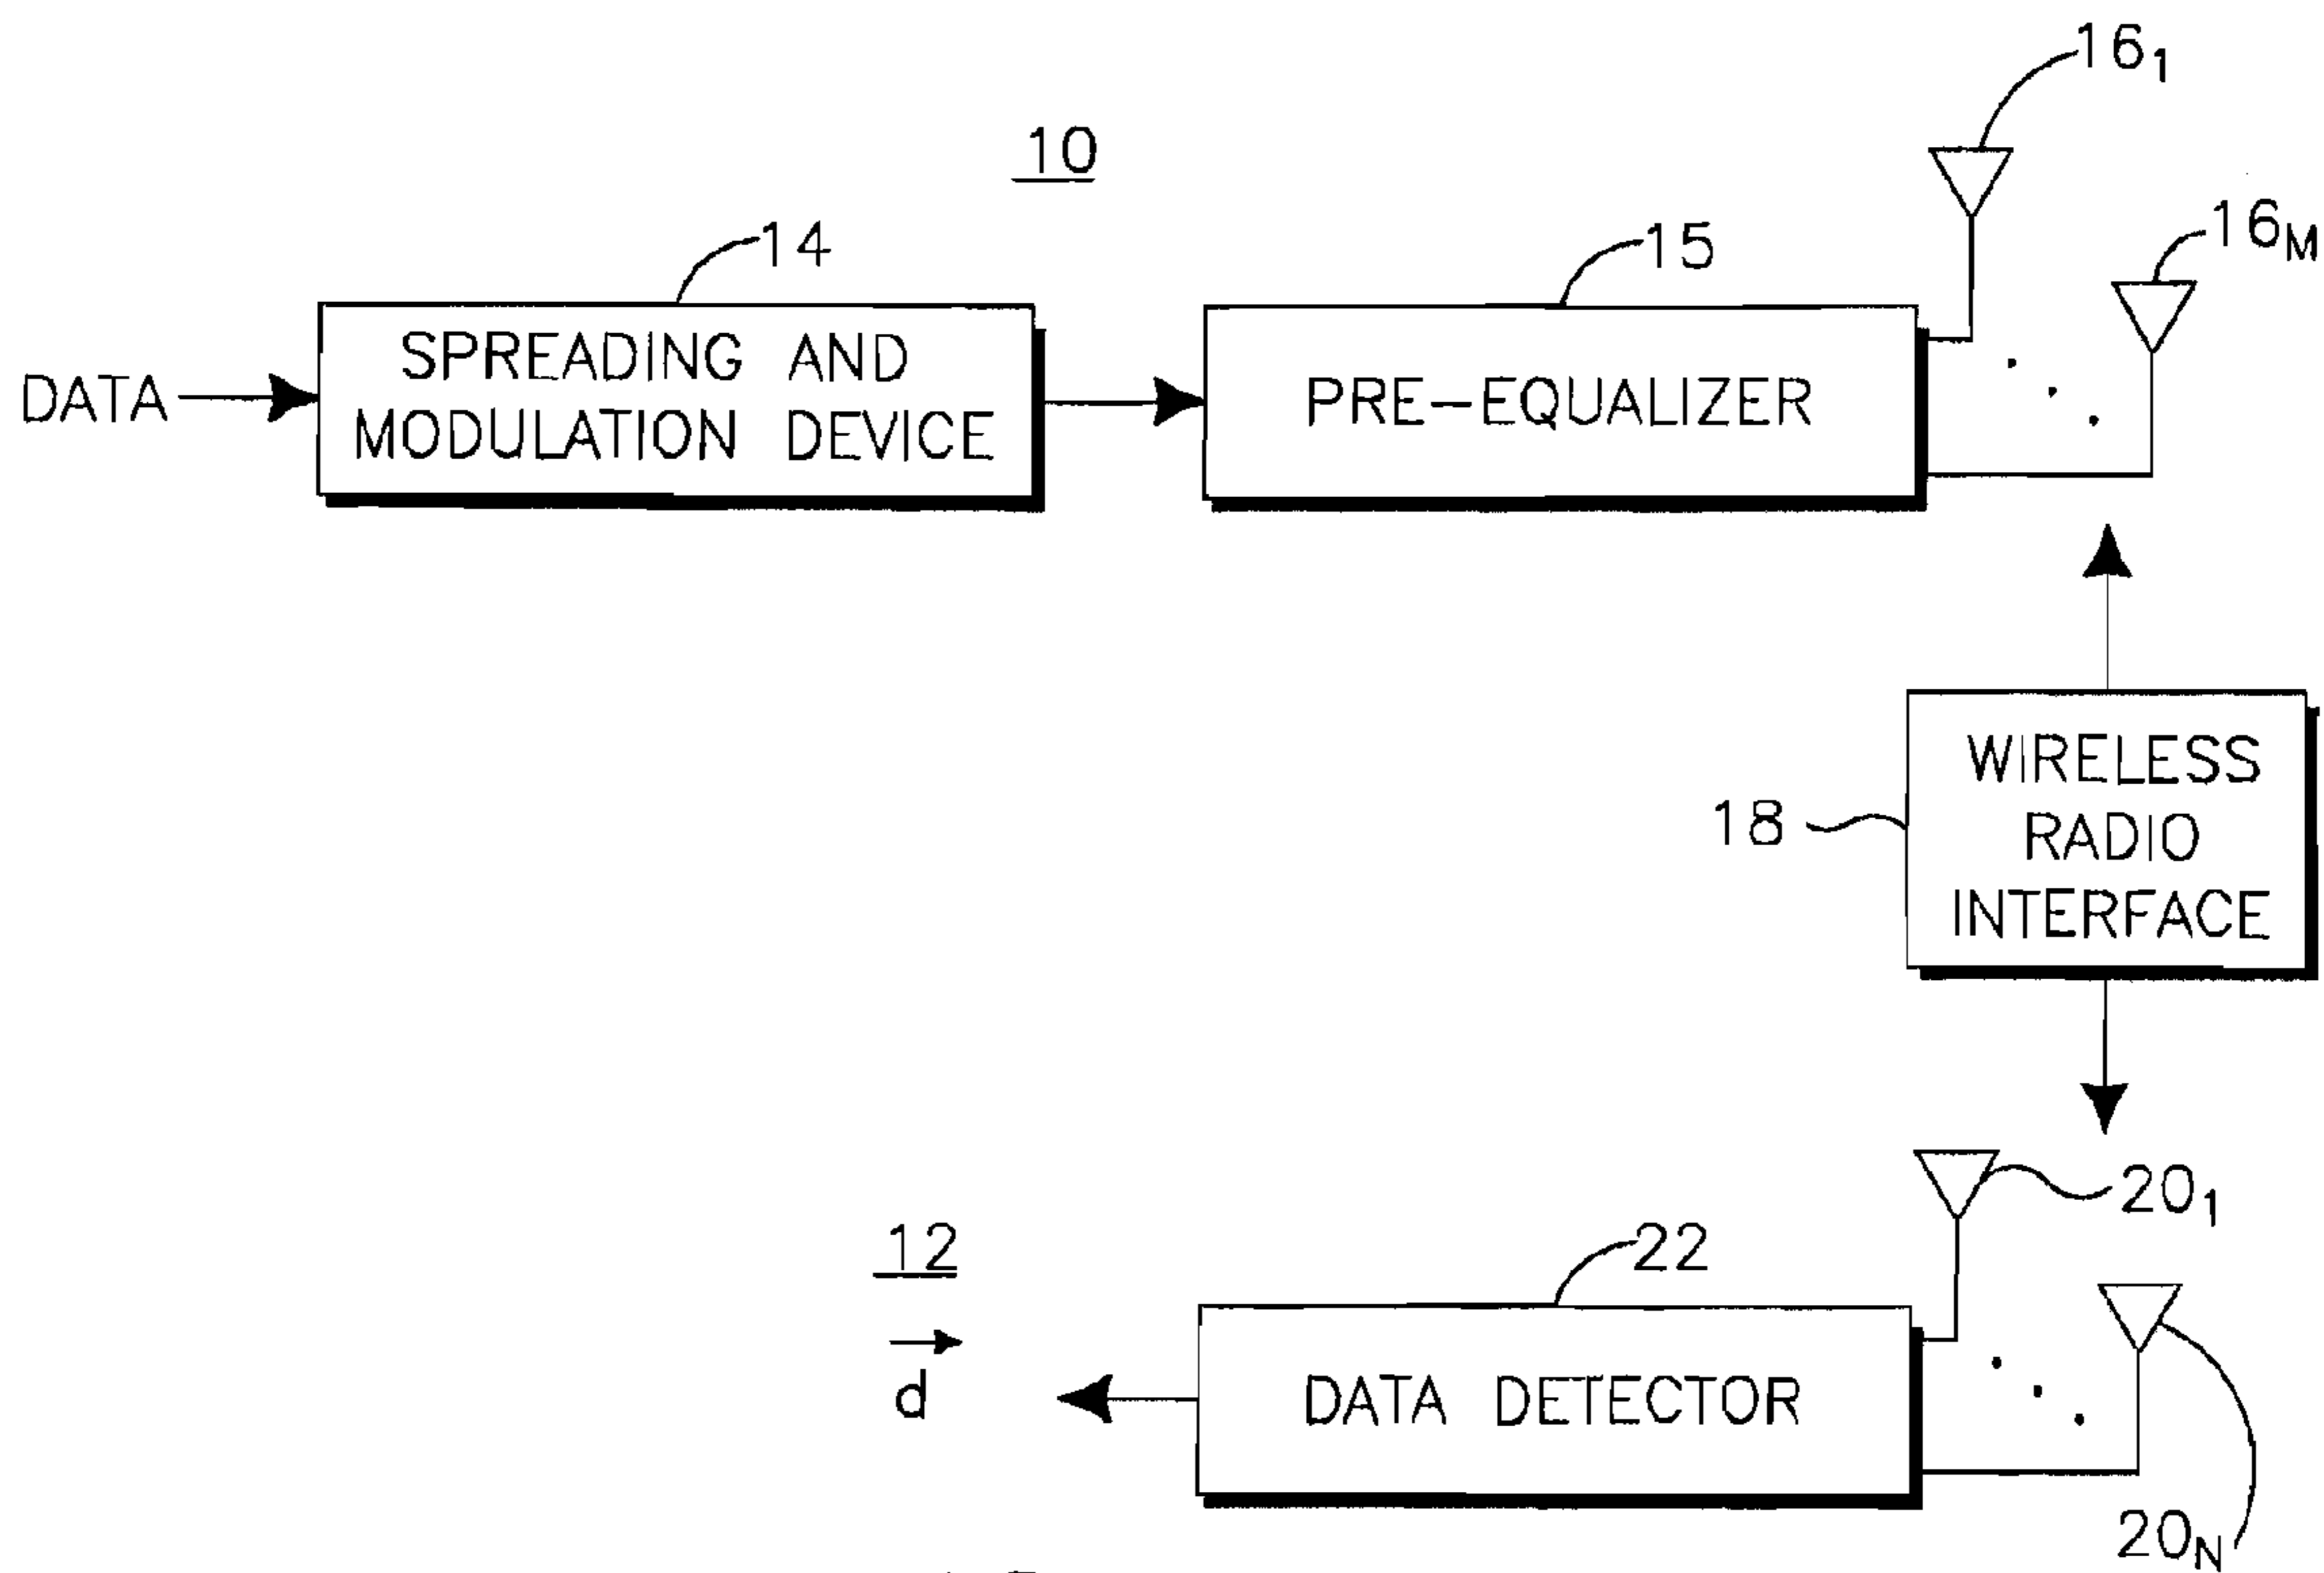 16₁
10
16M
14
15
DATA
SPREADING AND
MODULATION DEVICE
PRE-EQUALIZER
WIRELESS
RADIO
INTERFACE
18
20₁
12
22
d
DATA DETECTOR
20N